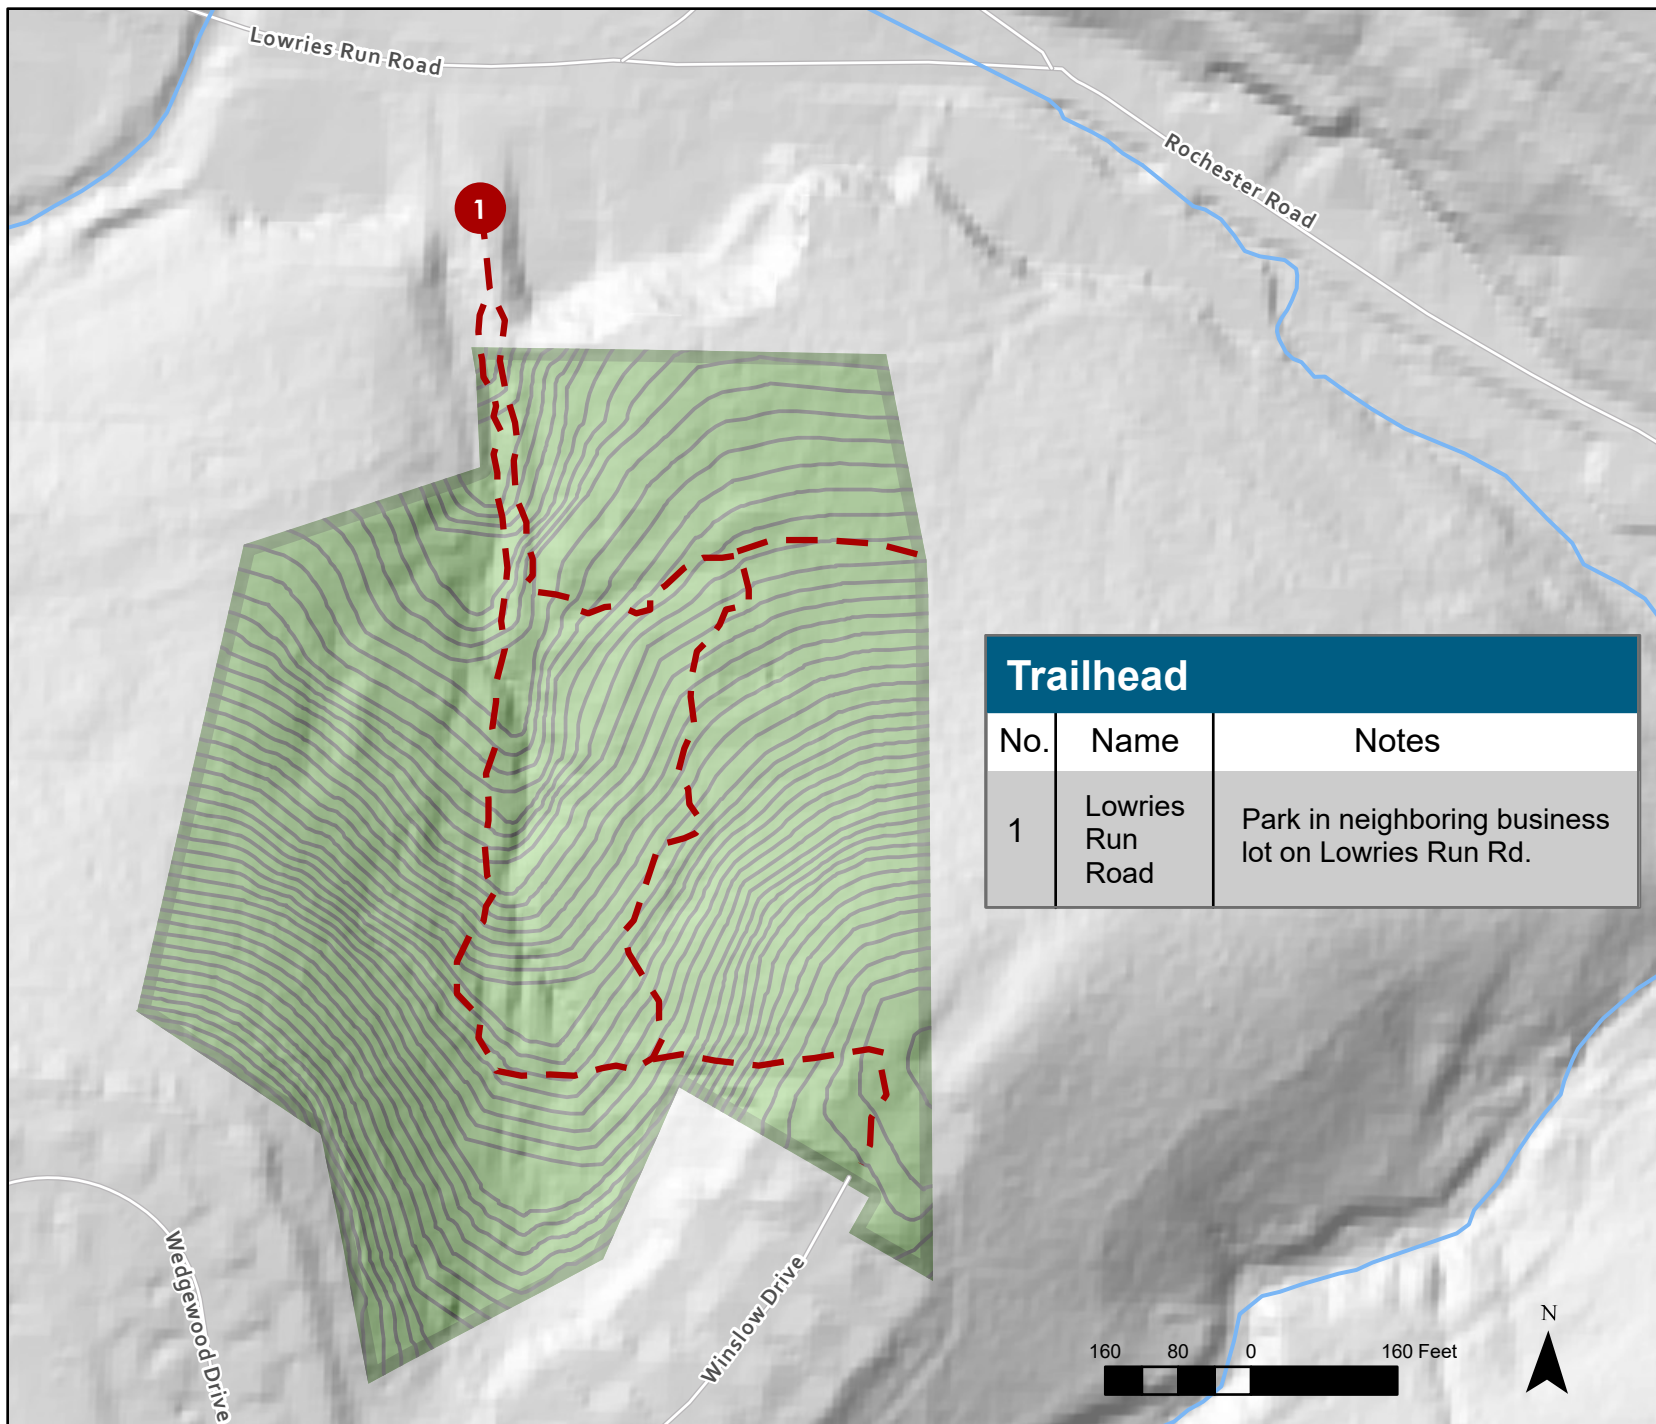 Lowries Run Road
Rochester Road
1
Trailhead
No. Name Notes
1
Lowries
Run
Road
Park in neighboring business
lot on Lowries Run Rd.
Wedgewood Drive
Winslow Drive
N
160 80 0 160 Feet